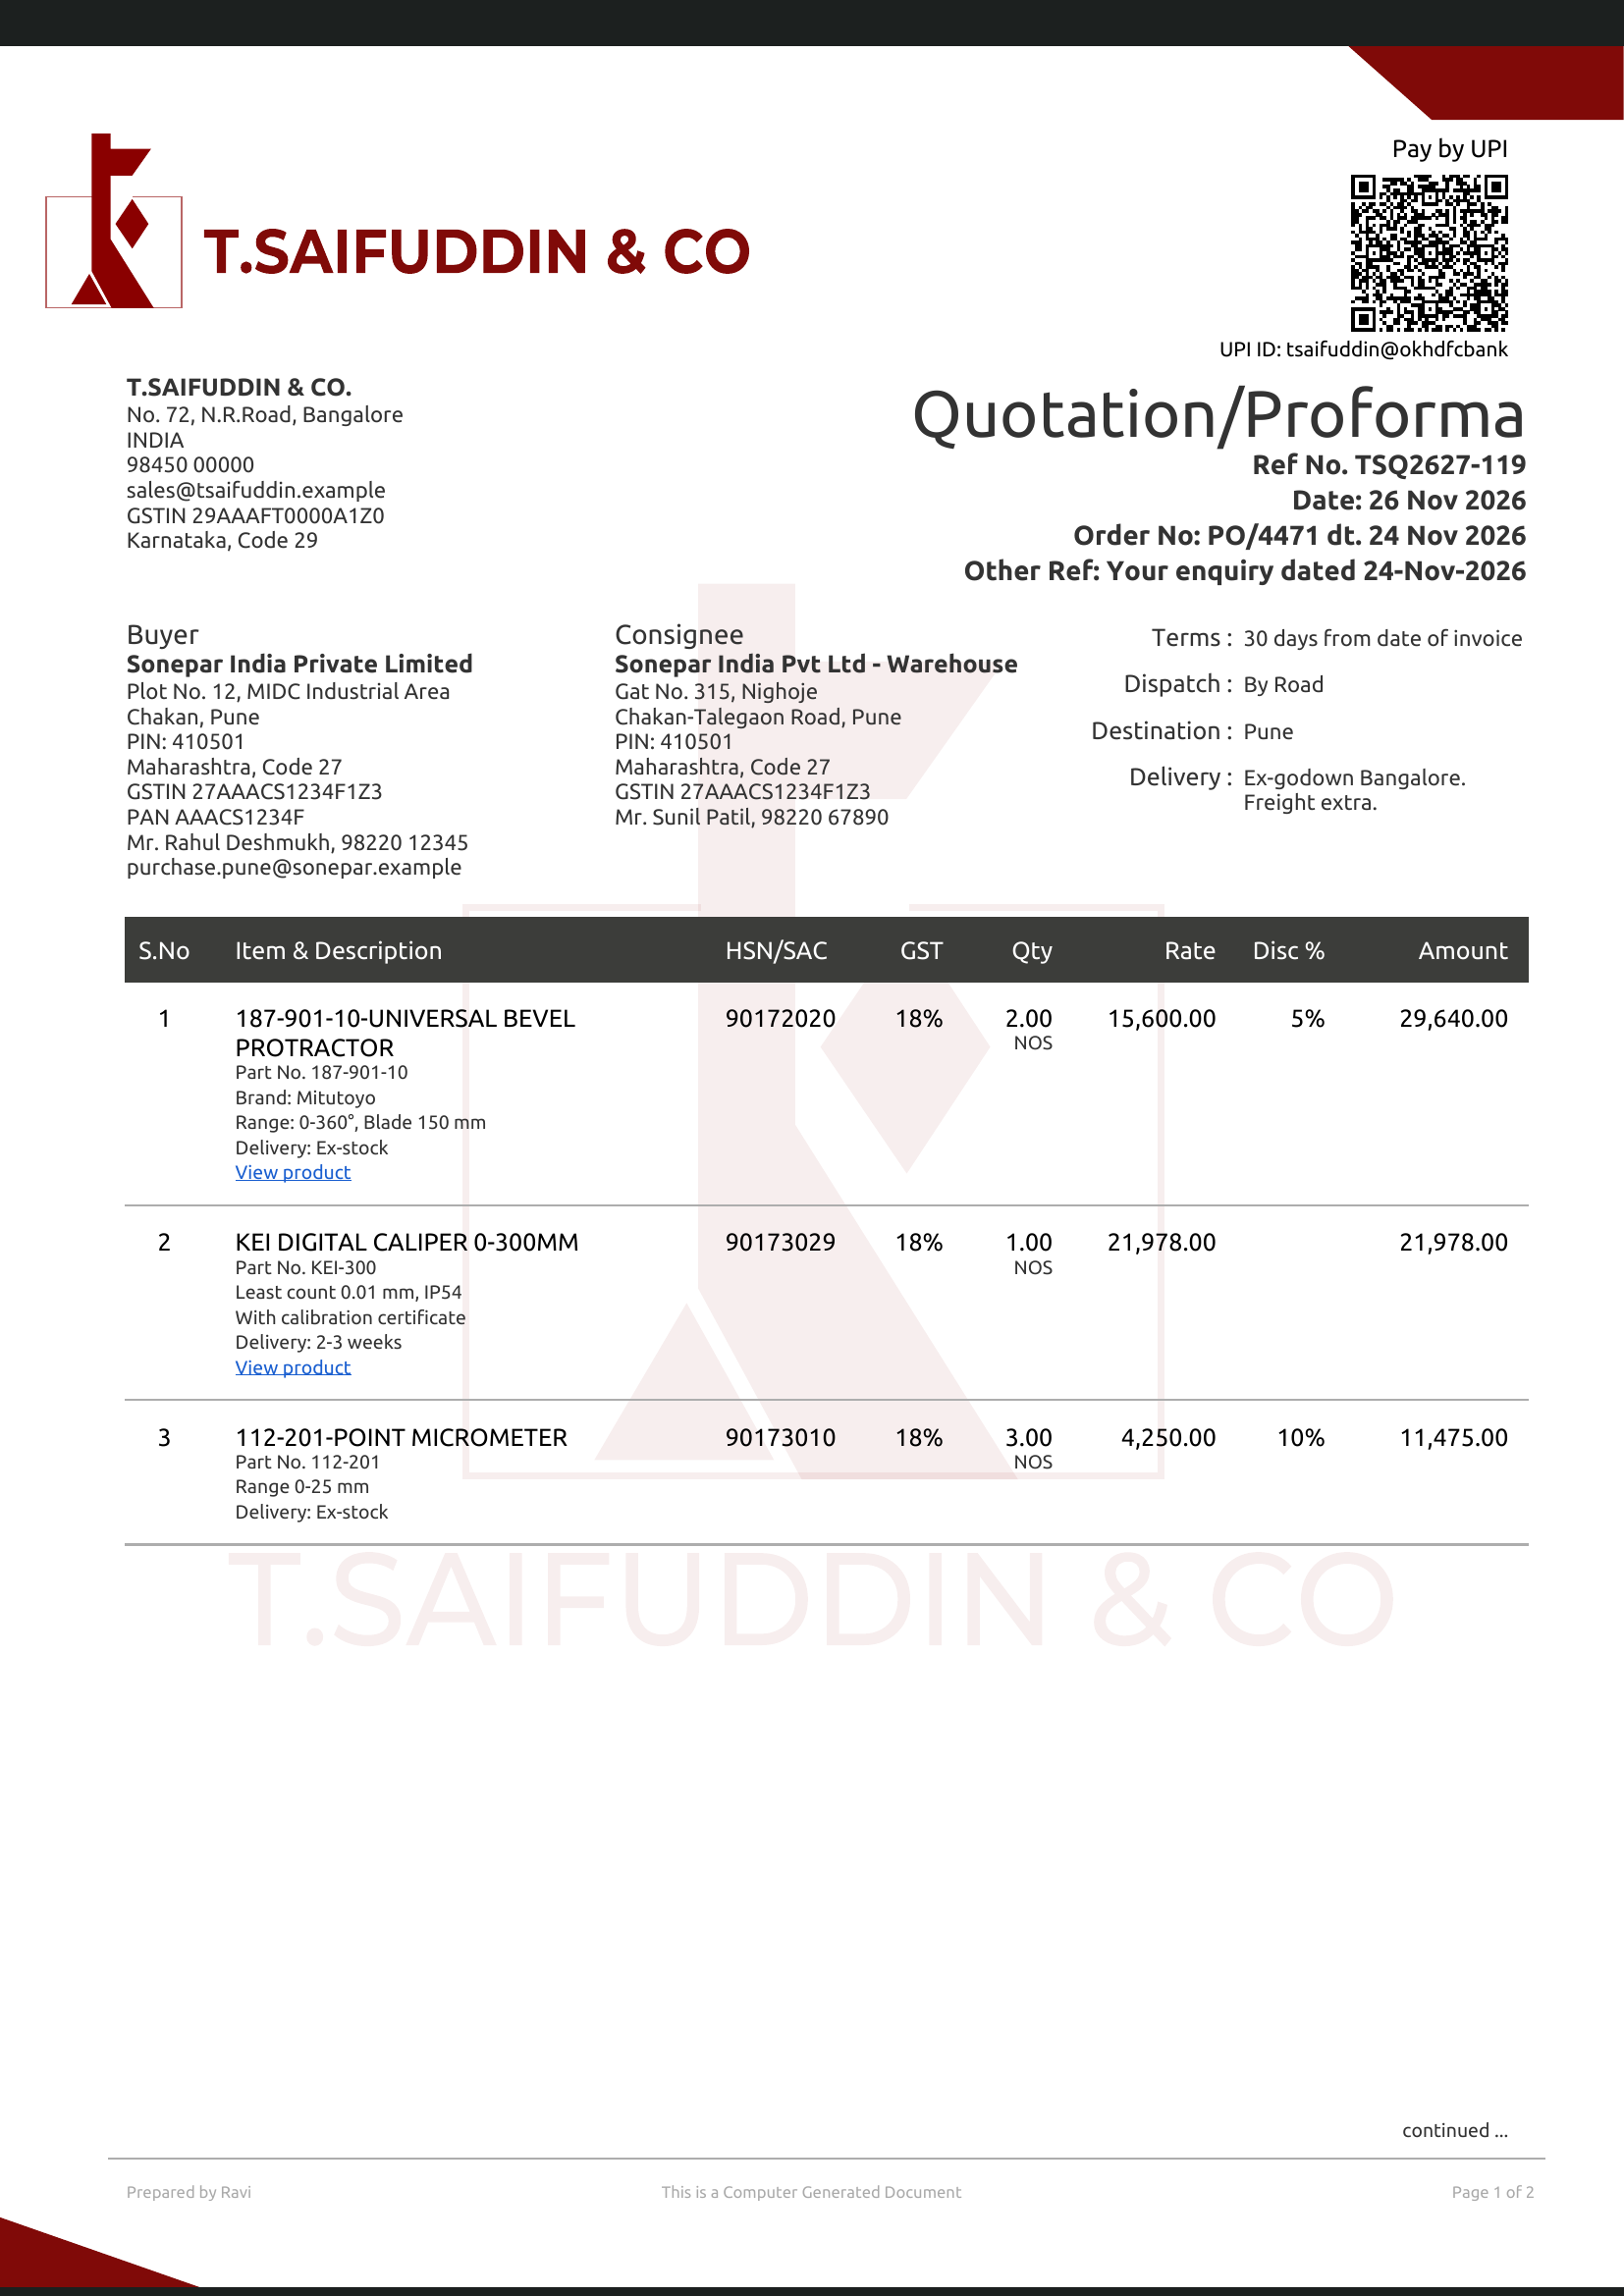 Pay by UPI
T.SAIFUDDIN & CO
UPI ID: tsaifuddin@okhdfcbank
T.SAIFUDDIN & CO.
No. 72, N.R.Road, Bangalore
INDIA
98450 00000
sales@tsaifuddin.example
GSTIN 29AAAFT0000A1Z0
Karnataka, Code 29
Quotation/Proforma
Ref No. TSQ2627-119
Date: 26 Nov 2026
Order No: PO/4471 dt. 24 Nov 2026
Other Ref: Your enquiry dated 24-Nov-2026
Buyer
Sonepar India Private Limited
Plot No. 12, MIDC Industrial Area
Chakan, Pune
PIN: 410501
Maharashtra, Code 27
GSTIN 27AAACS1234F1Z3
PAN AAACS1234F
Mr. Rahul Deshmukh, 98220 12345
purchase.pune@sonepar.example
Consignee
Sonepar India Pvt Ltd - Warehouse
Gat No. 315, Nighoje
Chakan-Talegaon Road, Pune
PIN: 410501
Maharashtra, Code 27
GSTIN 27AAACS1234F1Z3
Mr. Sunil Patil, 98220 67890
Terms : 30 days from date of invoice
Dispatch : By Road
Destination : Pune
Delivery : Ex-godown Bangalore.
Freight extra.
S.No Item & Description HSN/SAC GST Qty Rate Disc % Amount
1 187-901-10-UNIVERSAL BEVEL 90172020 18% 2.00 15,600.00 5% 29,640.00
PROTRACTOR NOS
Part No. 187-901-10
Brand: Mitutoyo
Range: 0-360°, Blade 150 mm
Delivery: Ex-stock
View product
2 KEI DIGITAL CALIPER 0-300MM 90173029 18% 1.00 21,978.00 21,978.00
Part No. KEI-300 NOS
Least count 0.01 mm, IP54
With calibration certificate
Delivery: 2-3 weeks
View product
3 112-201-POINT MICROMETER 90173010 18% 3.00 4,250.00 10% 11,475.00
Part No. 112-201 NOS
Range 0-25 mm
Delivery: Ex-stock
T.SAIFUDDIN & CO
continued ...
Prepared by Ravi This is a Computer Generated Document Page 1 of 2